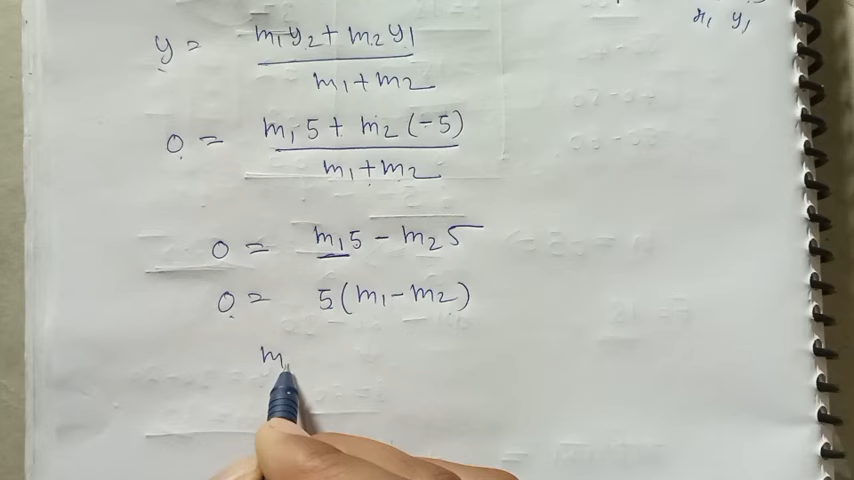 x₁ y₁
y = m₁y₂ + m₂y₁ / m₁ + m₂
0 = m₁5 + m₂(-5) / m₁ + m₂
0 = m₁5 - m₂5
0 = 5(m₁ - m₂)
m₁